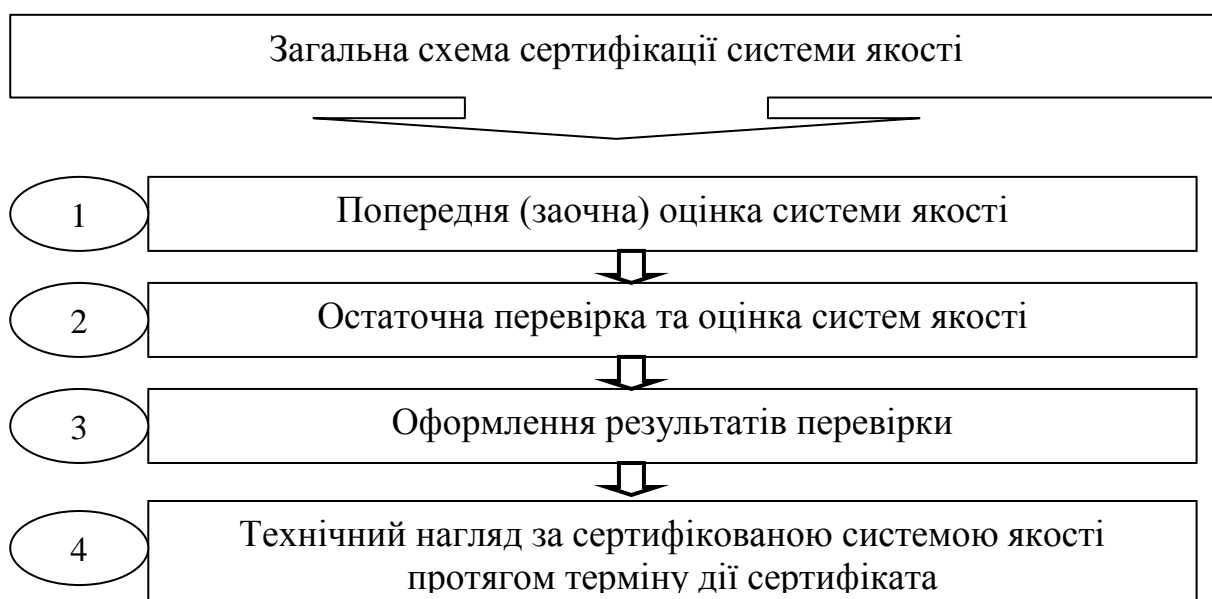 Загальна схема сертифікації системи якості
1
Попередня (заочна) оцінка системи якості
2
Остаточна перевірка та оцінка систем якості
3
Оформлення результатів перевірки
4
Технічний нагляд за сертифікованою системою якості
протягом терміну дії сертифіката